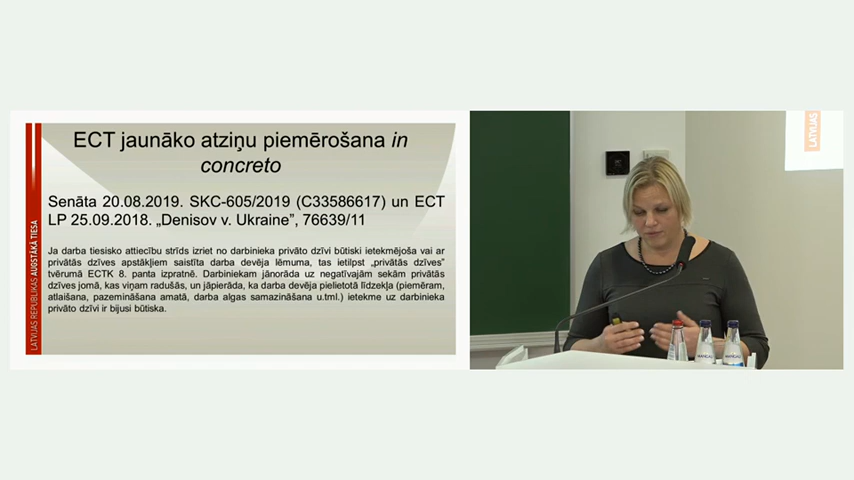 ECT jaunāko atziņu piemērošana in
concreto
Senāta 20.08.2019. SKC-605/2019 (C33586617) un ECT
LP 25.09.2018. „Denisov v. Ukraine”, 76639/11
Ja darba tiesisko attiecību strīds izriet no darbinieka privāto dzīvi būtiski ietekmējoša vai ar
privātās dzīves apstākļiem saistīta darba devēja lēmuma, tas ietilpst „privātās dzīves”
tvērumā ECTK 8. panta izpratnē. Darbiniekam jānorāda uz negatīvajām sekām privātās
dzīves jomā, kas viņam radušās, un jāpierāda, ka darba devēja pielietotā līdzekļa (piemēram,
atlaišana, pazemināšana amatā, darba algas samazināšana u.tml.) ietekme uz darbinieka
privāto dzīvi ir bijusi būtiska.
LATVIJAS REPUBLIKAS AUGSTĀKĀ TIESA
LATVIJAS
MANGAĻI